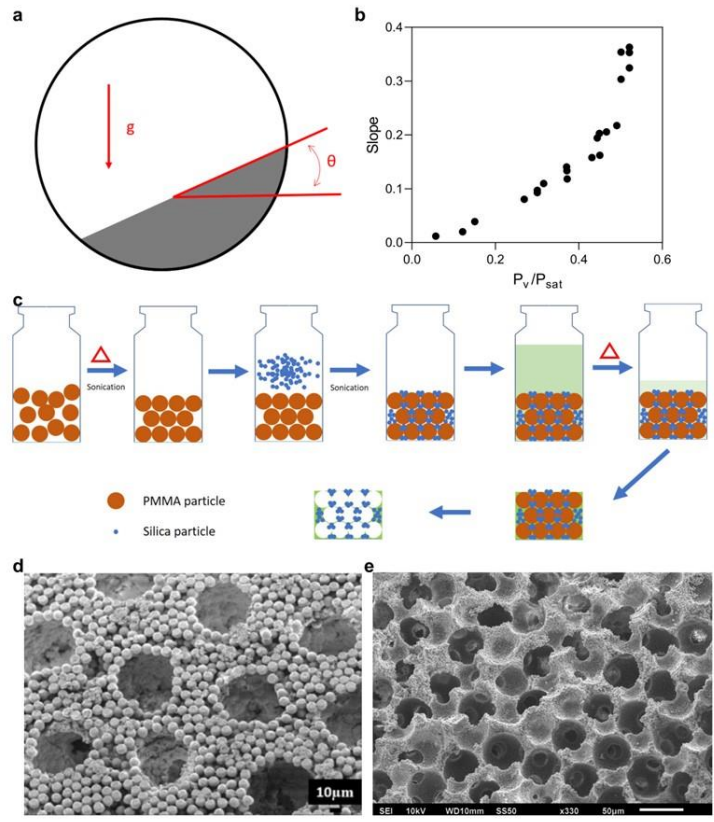 a
g
θ
b
0.4
0.3
0.2
0.1
0.0
Slope
0.0 0.2 0.4 0.6
Pv/Psat
c
Sonication
Sonication
PMMA particle
Silica particle
d
10µm
e
SEI 10kV WD10mm SS50 x330 50µm